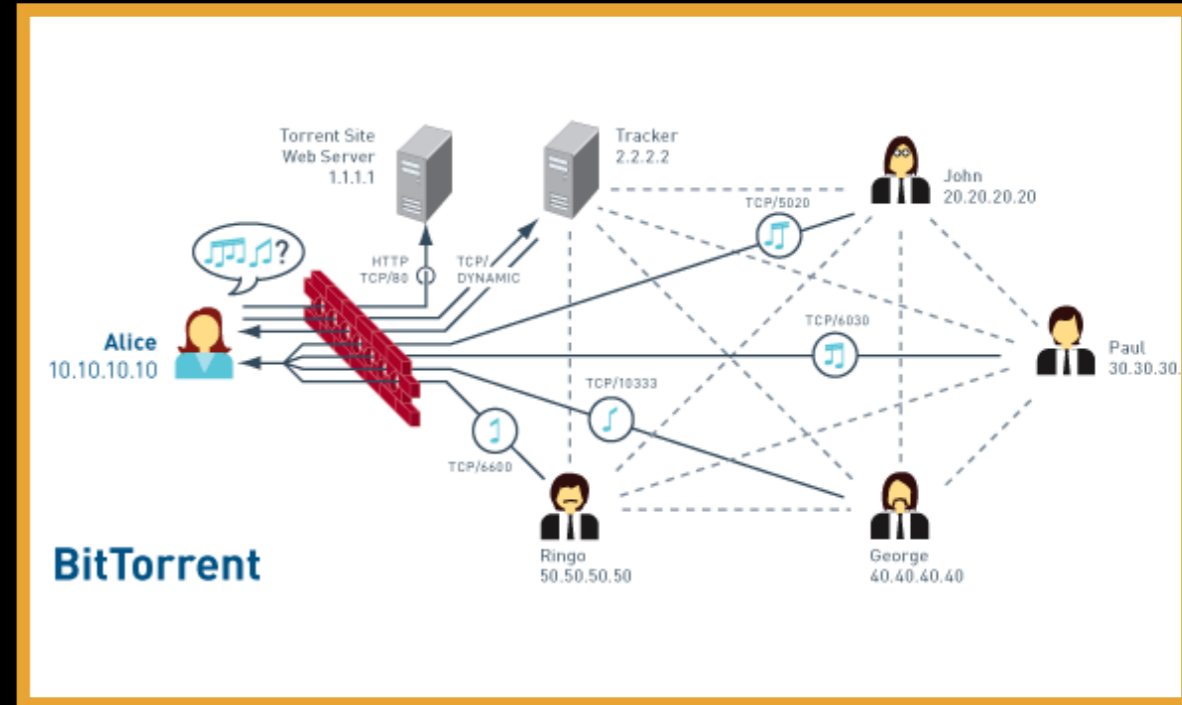 Torrent Site
Web Server
1.1.1.1
Tracker
2.2.2.2
John
20.20.20.20
TCP/5020
HTTP
TCP/80
TCP/
DYNAMIC
?
Alice
10.10.10.10
TCP/6030
Paul
30.30.30.
TCP/10333
TCP/6600
Ringo
50.50.50.50
George
40.40.40.40
BitTorrent